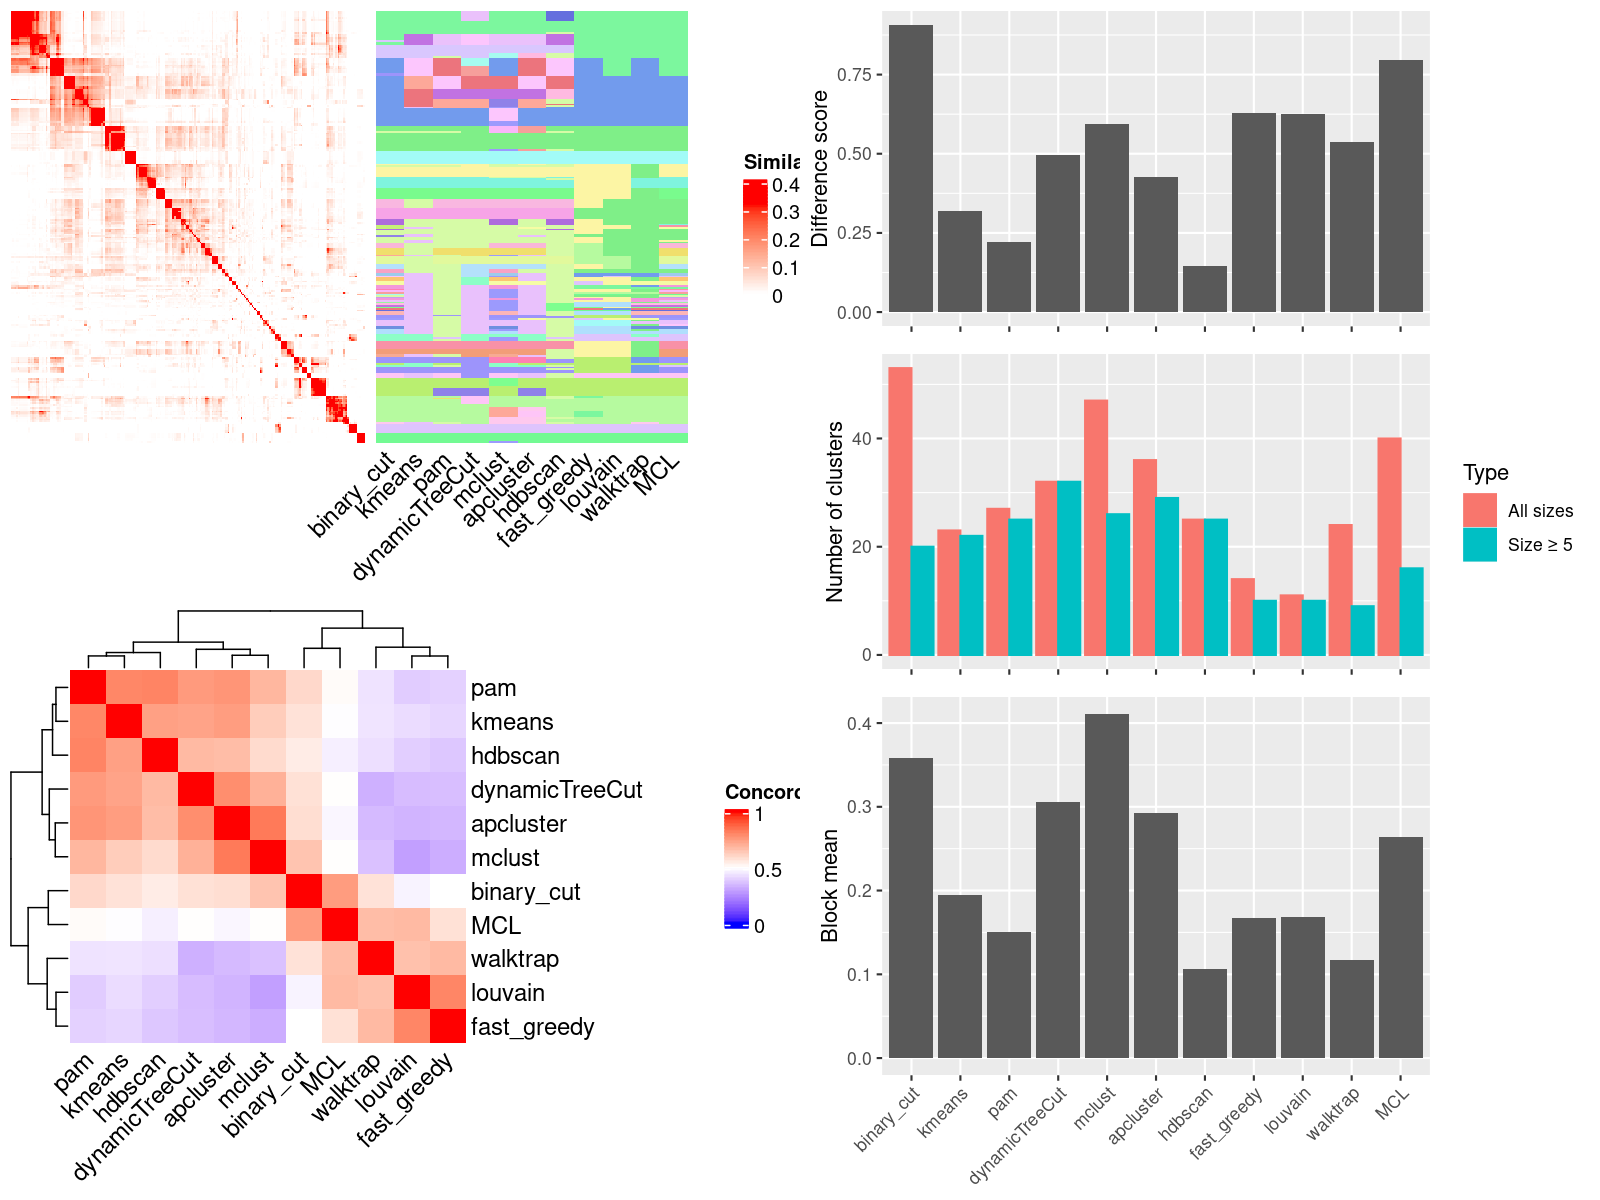 Simila
0.4
0.3
0.2
0.1
0
binary_cut
kmeans
pam
dynamicTreeCut
mclust
apcluster
hdbscan
fast_greedy
louvain
walktrap
MCL
Difference score
0.75
0.50
0.25
0.00
Number of clusters
40
20
0
Type
All sizes
Size ≥ 5
pam
kmeans
hdbscan
dynamicTreeCut
apcluster
mclust
binary_cut
MCL
walktrap
louvain
fast_greedy
pam
kmeans
hdbscan
dynamicTreeCut
apcluster
mclust
binary_cut
MCL
walktrap
louvain
fast_greedy
Concord
1
0.5
0
Block mean
0.4
0.3
0.2
0.1
0.0
binary_cut
kmeans
pam
dynamicTreeCut
mclust
apcluster
hdbscan
fast_greedy
louvain
walktrap
MCL